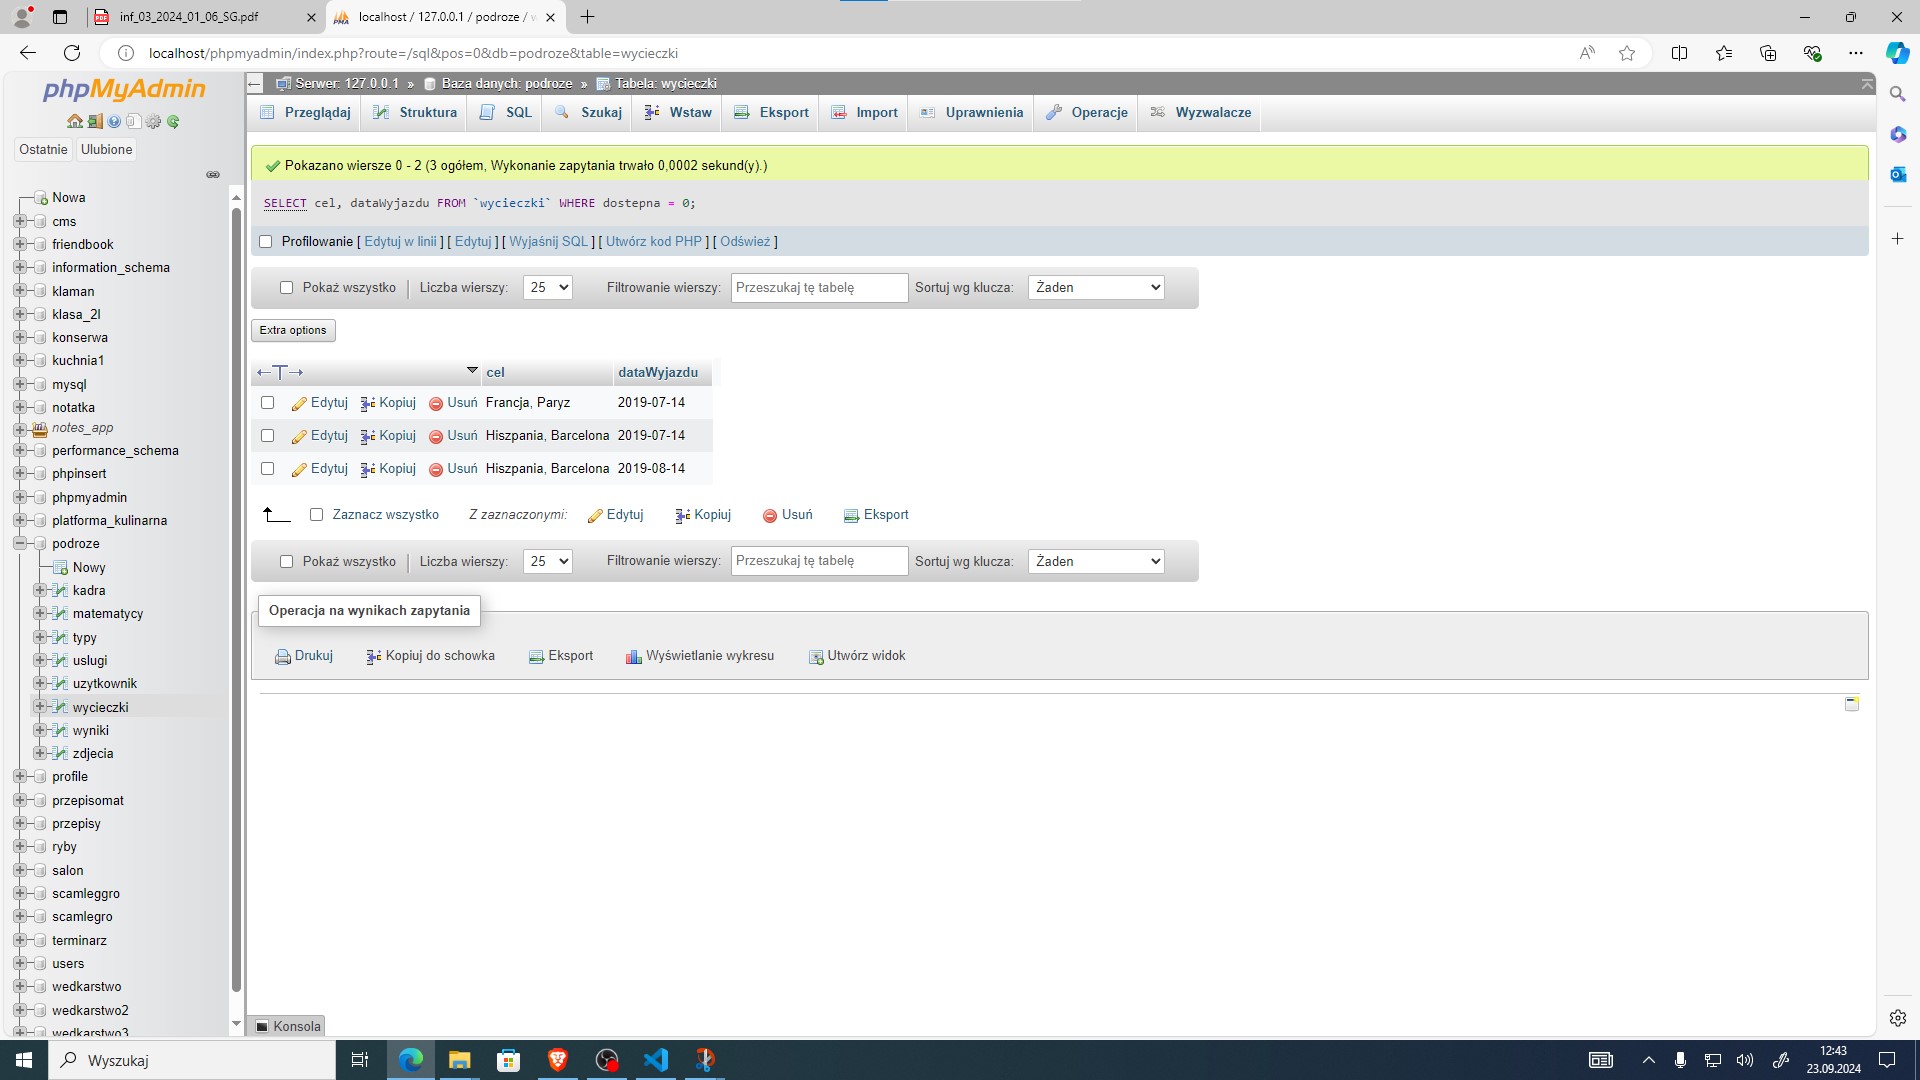 inf_03_2024_01_06_SG.pdf
localhost / 127.0.0.1 / podroze / w
localhost/phpmyadmin/index.php?route=/sql&pos=0&db=podroze&table=wycieczki
phpMyAdmin
Ostatnie
Ulubione
Nowa
cms
friendbook
information_schema
klaman
klasa_2l
konserwa
kuchnia1
mysql
notatka
notes_app
performance_schema
phpinsert
phpmyadmin
platforma_kulinarna
podroze
Nowy
kadra
matematycy
typy
uslugi
uzytkownik
wycieczki
wyniki
zdjecia
profile
przepisomat
przepisy
ryby
salon
scamleggro
scamlegro
terminarz
users
wedkarstwo
wedkarstwo2
wedkarstwo3
Serwer: 127.0.0.1 » Baza danych: podroze » Tabela: wycieczki
Przeglądaj Struktura SQL Szukaj Wstaw Eksport Import Uprawnienia Operacje Wyzwalacze
Pokazano wiersze 0 - 2 (3 ogółem, Wykonanie zapytania trwało 0,0002 sekund(y).)
SELECT cel, dataWyjazdu FROM `wycieczki` WHERE dostepna = 0;
Profilowanie [ Edytuj w linii ] [ Edytuj ] [ Wyjaśnij SQL ] [ Utwórz kod PHP ] [ Odśwież ]
Pokaż wszystko | Liczba wierszy: 25 Filtrowanie wierszy: Przeszukaj tę tabelę Sortuj wg klucza: Żaden
Extra options
←T→ cel dataWyjazdu
Edytuj Kopiuj Usuń Francja, Paryz 2019-07-14
Edytuj Kopiuj Usuń Hiszpania, Barcelona 2019-07-14
Edytuj Kopiuj Usuń Hiszpania, Barcelona 2019-08-14
Zaznacz wszystko Z zaznaczonymi: Edytuj Kopiuj Usuń Eksport
Pokaż wszystko | Liczba wierszy: 25 Filtrowanie wierszy: Przeszukaj tę tabelę Sortuj wg klucza: Żaden
Operacja na wynikach zapytania
Drukuj Kopiuj do schowka Eksport Wyświetlanie wykresu Utwórz widok
Konsola
Wyszukaj
12:43
23.09.2024